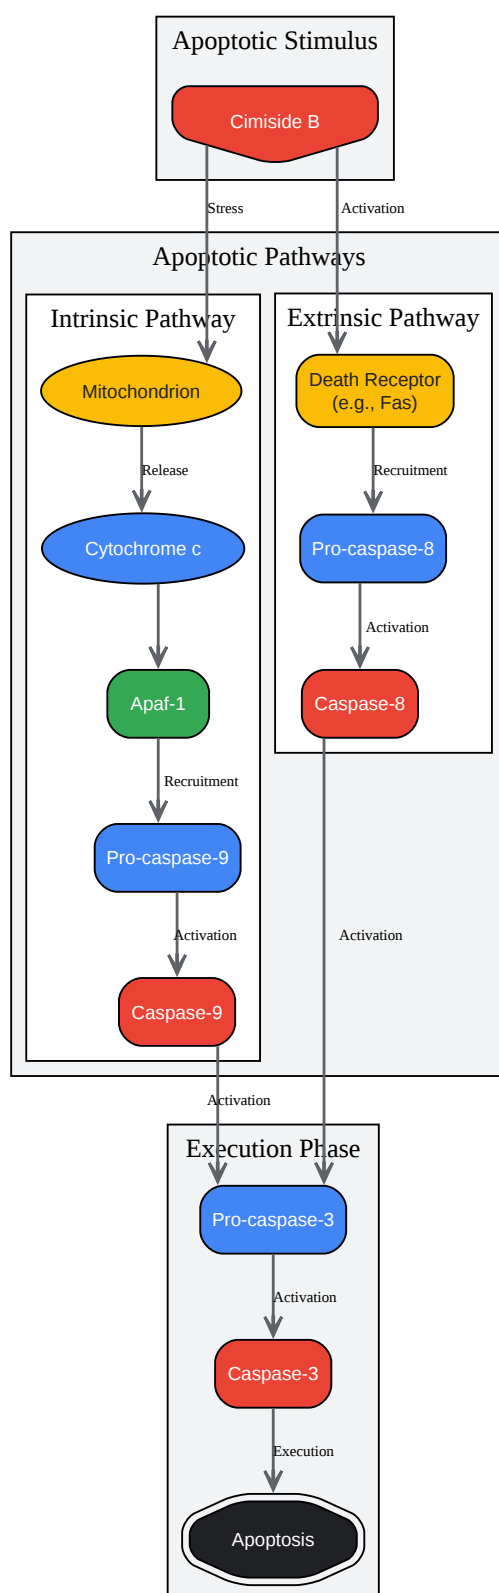 Apoptotic Stimulus
Cimiside B
Stress
Activation
Apoptotic Pathways
Intrinsic Pathway
Extrinsic Pathway
Mitochondrion
Death Receptor
(e.g., Fas)
Release
Recruitment
Cytochrome c
Pro-caspase-8
Activation
Apaf-1
Caspase-8
Recruitment
Pro-caspase-9
Activation
Activation
Caspase-9
Activation
Execution Phase
Pro-caspase-3
Activation
Caspase-3
Execution
Apoptosis